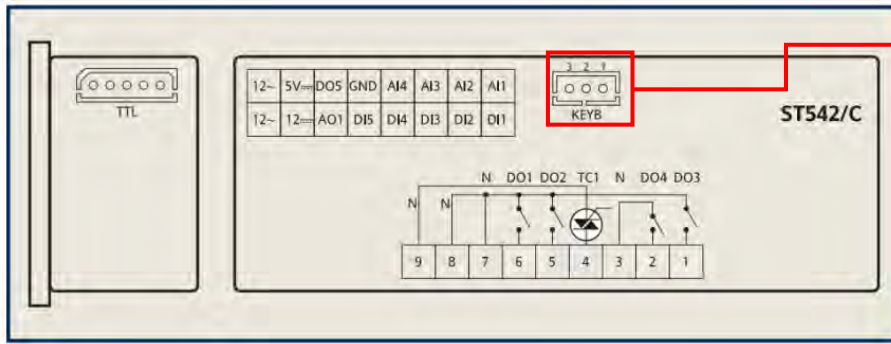 TTL
12~ 5V⎓ DO5 GND AI4 AI3 AI2 AI1
12~ 12⎓ AO1 DI5 DI4 DI3 DI2 DI1
3 2 1
KEYB
ST542/C
N DO1 DO2 TC1 N DO4 DO3
N N
9 8 7 6 5 4 3 2 1